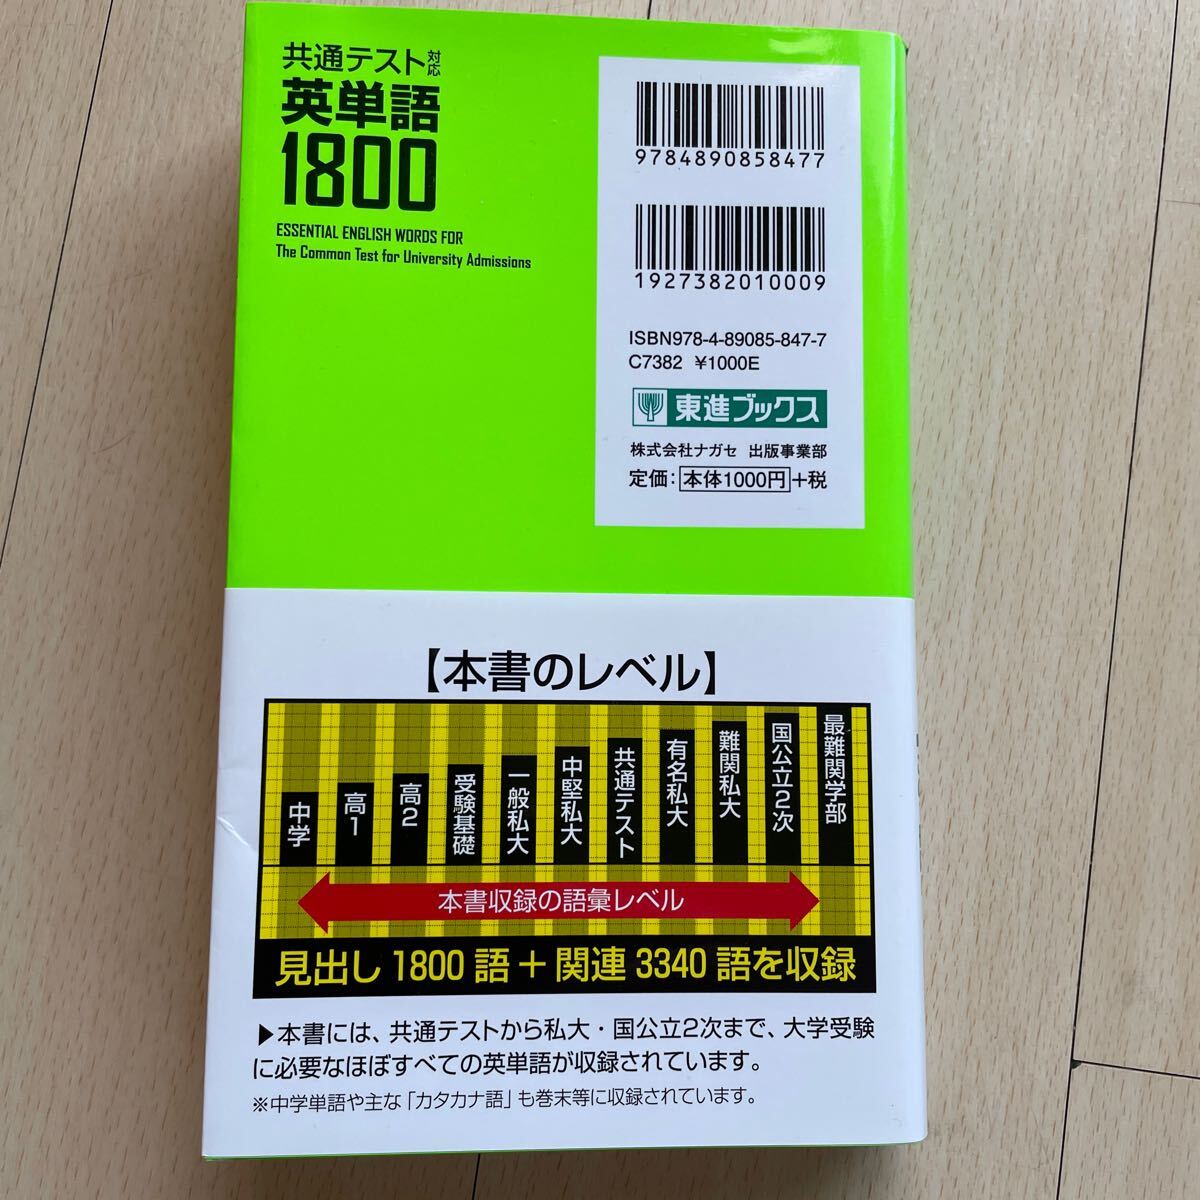 共通テスト対応
英単語
1800
ESSENTIAL ENGLISH WORDS FOR
The Common Test for University Admissions
9784890858477
1927382010009
ISBN978-4-89085-847-7
C7382 ¥1000E
東進ブックス
株式会社ナガセ 出版事業部
定価：本体1000円+税
【本書のレベル】
中学
高1
高2
受験基礎
一般私大
中堅私大
共通テスト
有名私大
難関私大
国公立2次
最難関学部
本書収録の語彙レベル
見出し1800語＋関連3340語を収録
▶本書には、共通テストから私大・国公立2次まで、大学受験
に必要なほぼすべての英単語が収録されています。
※中学単語や主な「カタカナ語」も巻末等に収録されています。